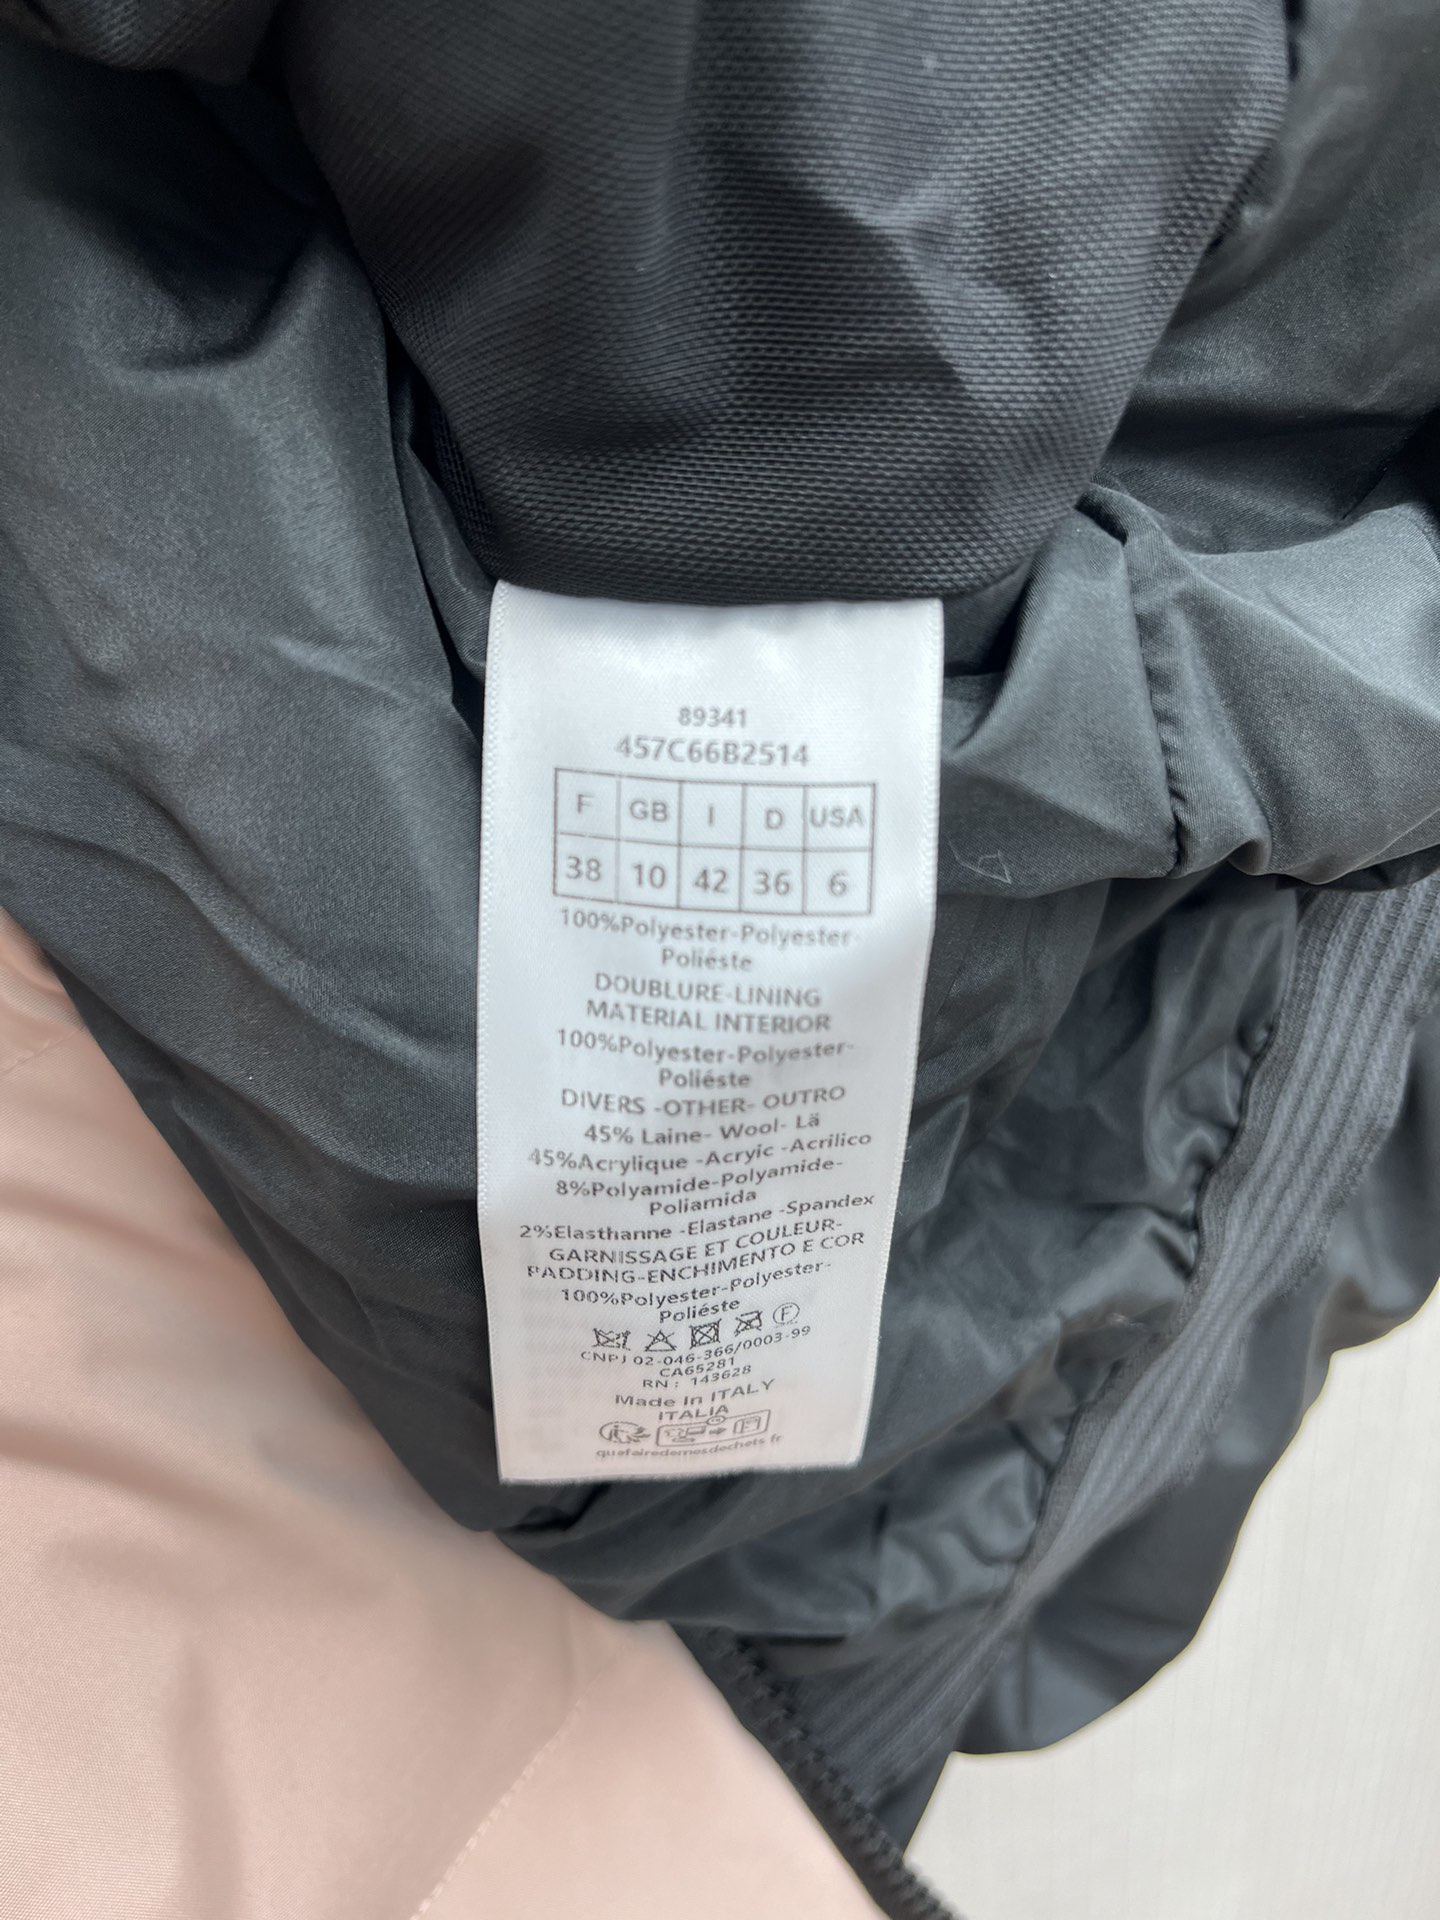 89341
457C66B2514
F GB I D USA
38 10 42 36 6
100%Polyester-Polyester-
Poliéste
DOUBLURE-LINING
MATERIAL INTERIOR
100%Polyester-Polyester-
Poliéste
DIVERS -OTHER- OUTRO
45% Laine- Wool- Lä
45%Acrylique -Acryic -Acrilico
8%Polyamide-Polyamide-
Poliamida
2%Elasthanne -Elastane -Spandex
GARNISSAGE ET COULEUR-
PADDING-ENCHIMENTO E COR
100%Polyester-Polyester-
Poliéste
F
CNPJ 02-046-366/0003-99
CA65281
RN: 143628
Made In ITALY
ITALIA
quefairedemesdechets fr